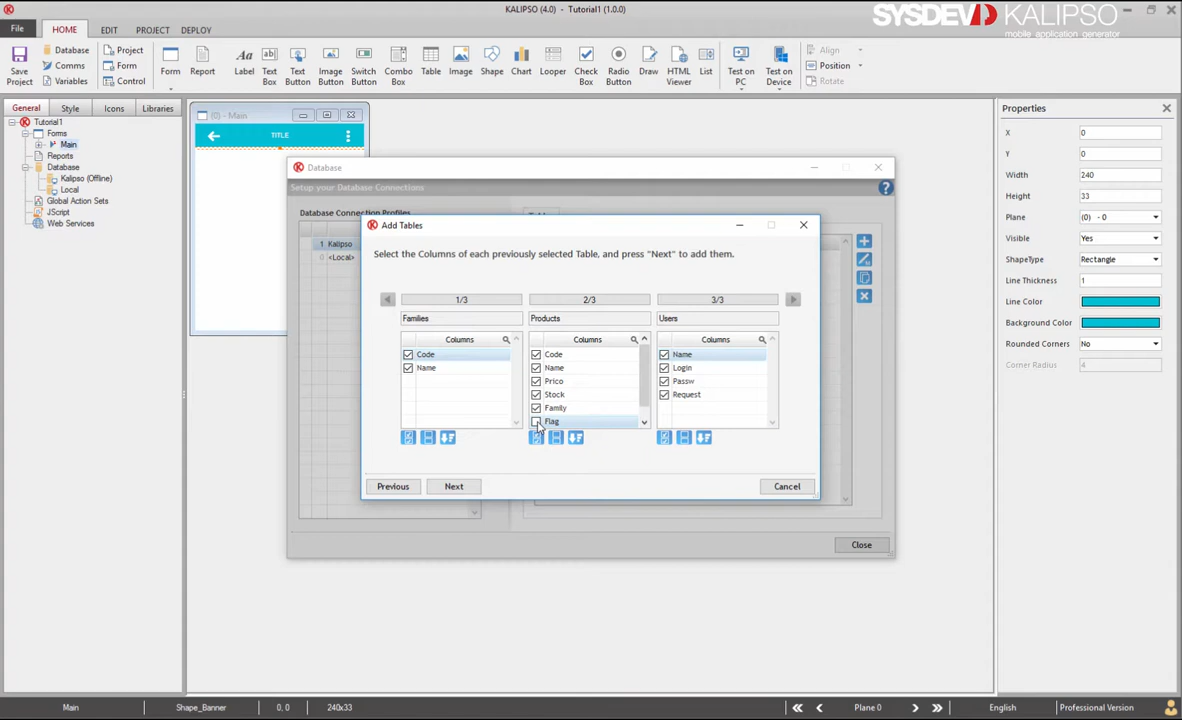 KALIPSO (4.0) - Tutorial1 (1.0.0)
SYSDEV KALIPSO
mobile application generator
File HOME EDIT PROJECT DEPLOY
Save Project
Database
Comms
Variables
Project
Form
Control
Form
Report
Label
Text Box
Text Button
Image Button
Switch Button
Combo Box
Table
Image
Shape
Chart
Looper
Check Box
Radio Button
Draw
HTML Viewer
List
Test on PC
Test on Device
Align
Position
Rotate
General Style Icons Libraries
Tutorial1
Forms
Main
Reports
Database
Kalipso (Offline)
Local
Global Action Sets
JScript
Web Services
(0) - Main
TITLE
Database
Setup your Database Connections
Database Connection Profiles
1 Kalipso
0 <Local>
Add Tables
Select the Columns of each previously selected Table, and press "Next" to add them.
1/3 2/3 3/3
Families Products Users
Columns Columns Columns
Code Code Name
Name Name Login
Prico Passw
Stock Request
Family
Flag
Previous Next Cancel
Close
Properties
X 0
Y 0
Width 240
Height 33
Plane (0) - 0
Visible Yes
ShapeType Rectangle
Line Thickness 1
Line Color
Background Color
Rounded Corners No
Corner Radius 4
Main Shape_Banner 0, 0 240x33 Plane 0 English Professional Version